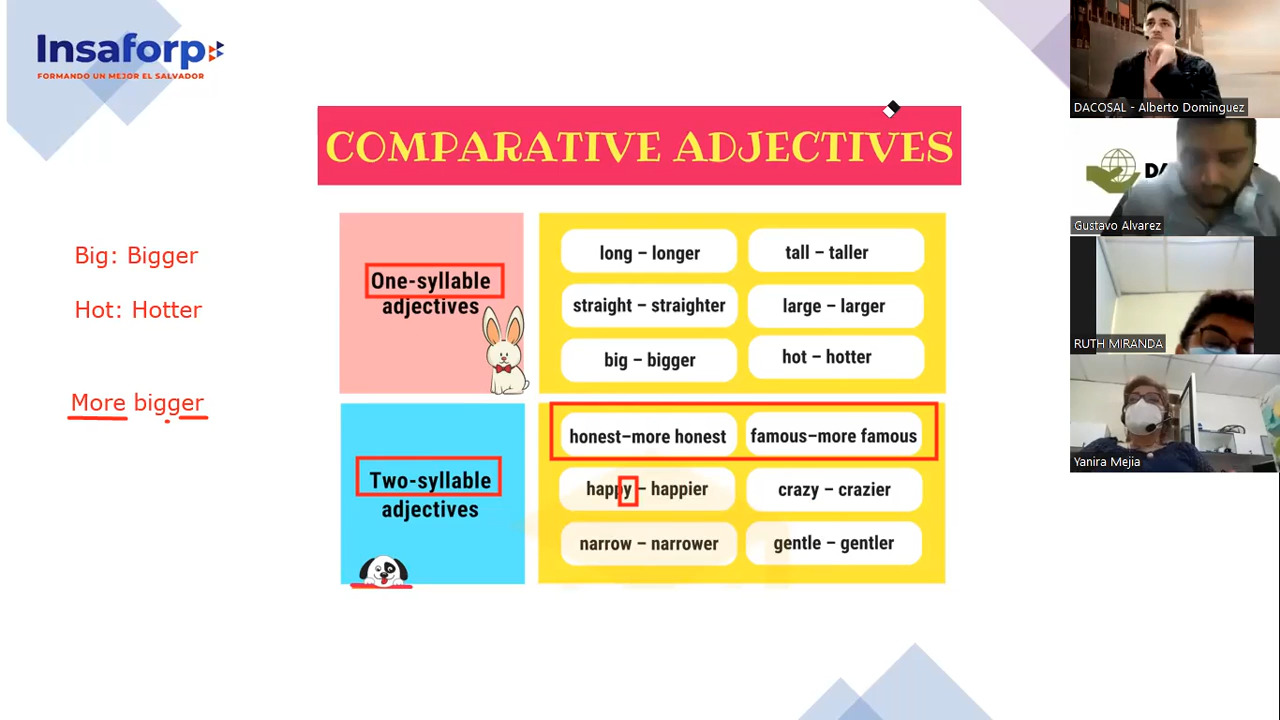 Insaforp
FORMANDO UN MEJOR EL SALVADOR
COMPARATIVE ADJECTIVES
Big: Bigger
Hot: Hotter
More bigger
One-syllable
adjectives
long – longer
tall – taller
straight – straighter
large – larger
big – bigger
hot – hotter
Two-syllable
adjectives
honest–more honest
famous–more famous
happy – happier
crazy – crazier
narrow – narrower
gentle – gentler
DACOSAL - Alberto Dominguez
Gustavo Alvarez
RUTH MIRANDA
Yanira Mejia